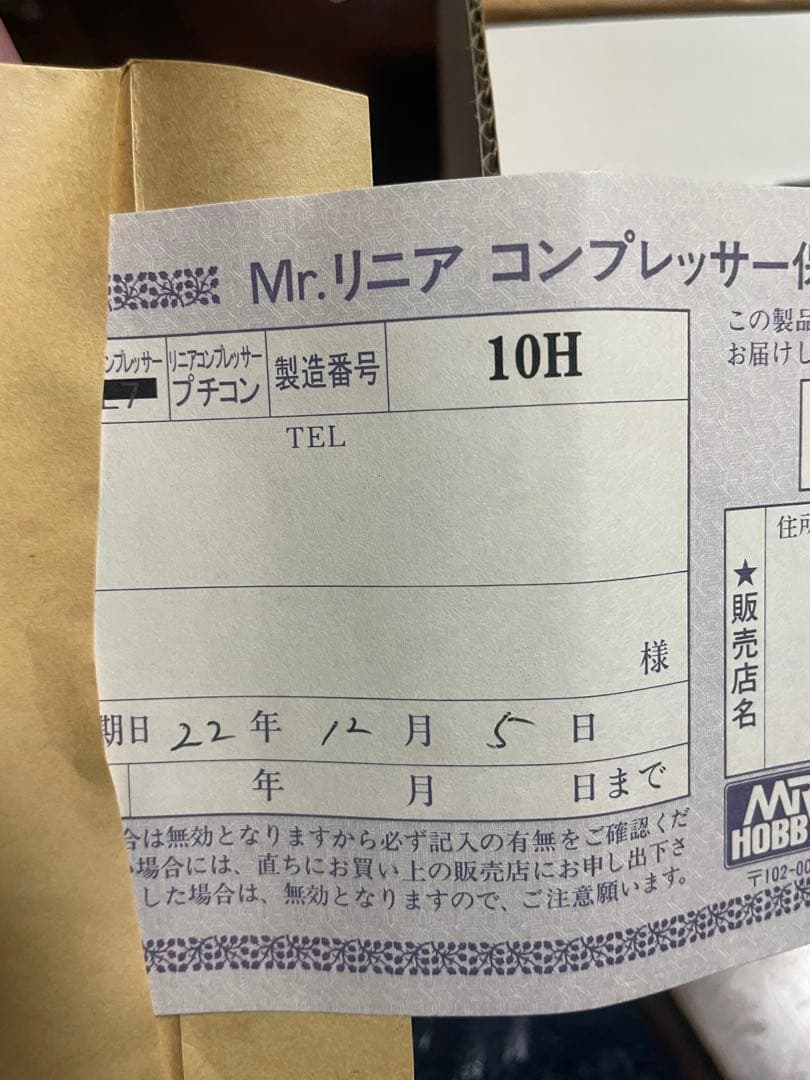 Mr.リニア コンプレッサー保
この製品
お届けし
ンプレッサー
L7
リニアコンプレッサー
プチコン
製造番号
10H
TEL
様
期日 22年 12月 5日
年 月 日まで
住所
★販売店名
合は無効となりますから必ず記入の有無をご確認くだ
場合には、直ちにお買い上の販売店にお申し出下さ
した場合は、無効となりますので、ご注意願います。
HOBB
〒102-00